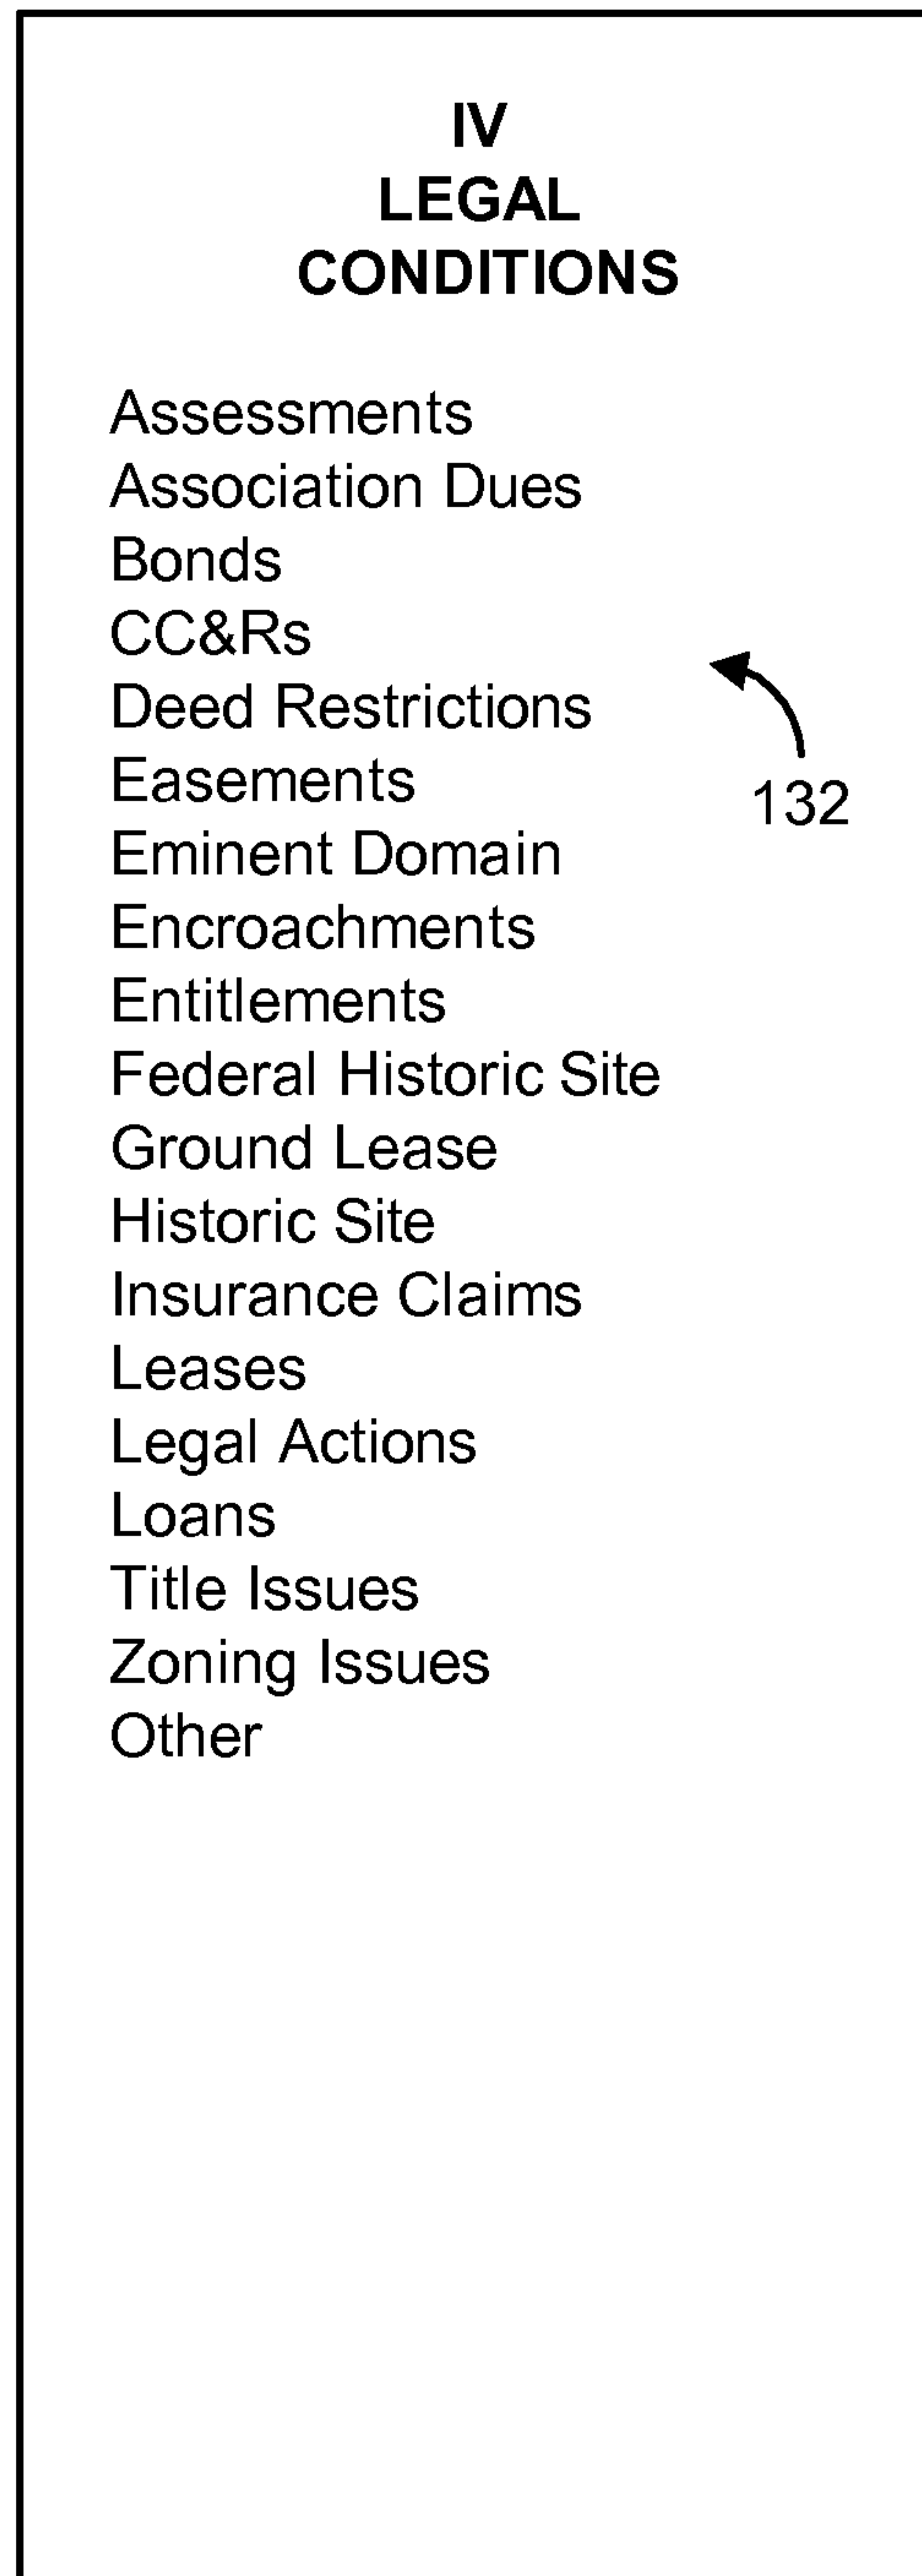 IV
LEGAL
CONDITIONS
Assessments
Association Dues
Bonds
CC&Rs
Deed Restrictions
Easements
132
Eminent Domain
Encroachments
Entitlements
Federal Historic Site
Ground Lease
Historic Site
Insurance Claims
Leases
Legal Actions
Loans
Title Issues
Zoning Issues
Other